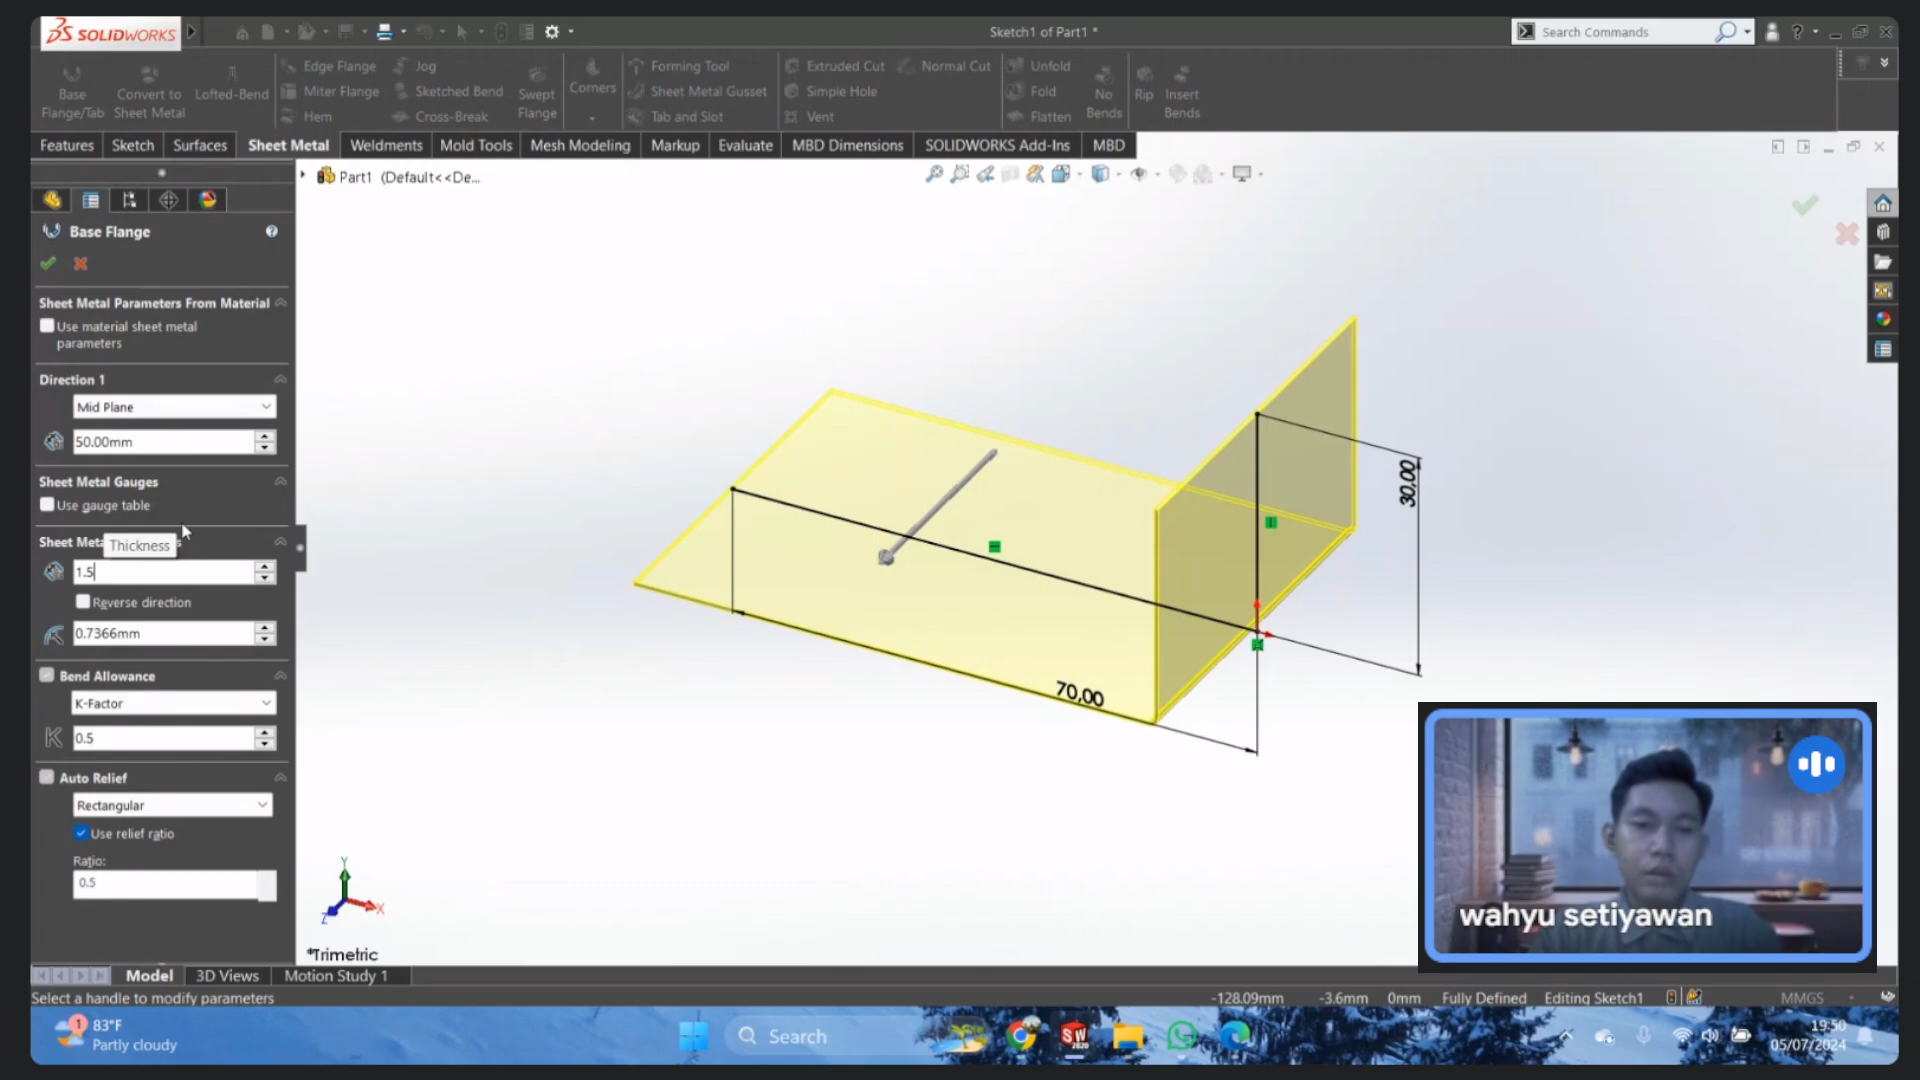 SOLIDWORKS
Sketch1 of Part1 *
Search Commands
Base Flange/Tab
Convert to Sheet Metal
Lofted-Bend
Edge Flange
Miter Flange
Hem
Jog
Sketched Bend
Cross-Break
Swept Flange
Corners
Forming Tool
Sheet Metal Gusset
Tab and Slot
Extruded Cut
Simple Hole
Vent
Normal Cut
Unfold
Fold
Flatten
No Bends
Rip
Insert Bends
Features
Sketch
Surfaces
Sheet Metal
Weldments
Mold Tools
Mesh Modeling
Markup
Evaluate
MBD Dimensions
SOLIDWORKS Add-Ins
MBD
Part1 (Default<<De...
Base Flange
Sheet Metal Parameters From Material
Use material sheet metal
parameters
Direction 1
Mid Plane
50.00mm
Sheet Metal Gauges
Use gauge table
Sheet Meta
Thickness
1.5
Reverse direction
0.7366mm
Bend Allowance
K-Factor
K
0.5
Auto Relief
Rectangular
Use relief ratio
Ratio:
0.5
30,00
70,00
Y
X
Z
*Trimetric
wahyu setiyawan
Model
3D Views
Motion Study 1
Select a handle to modify parameters
-128.09mm
-3.6mm
0mm
Fully Defined
Editing Sketch1
MMGS
1
83°F
Partly cloudy
Search
SW
2020
19:50
05/07/2024